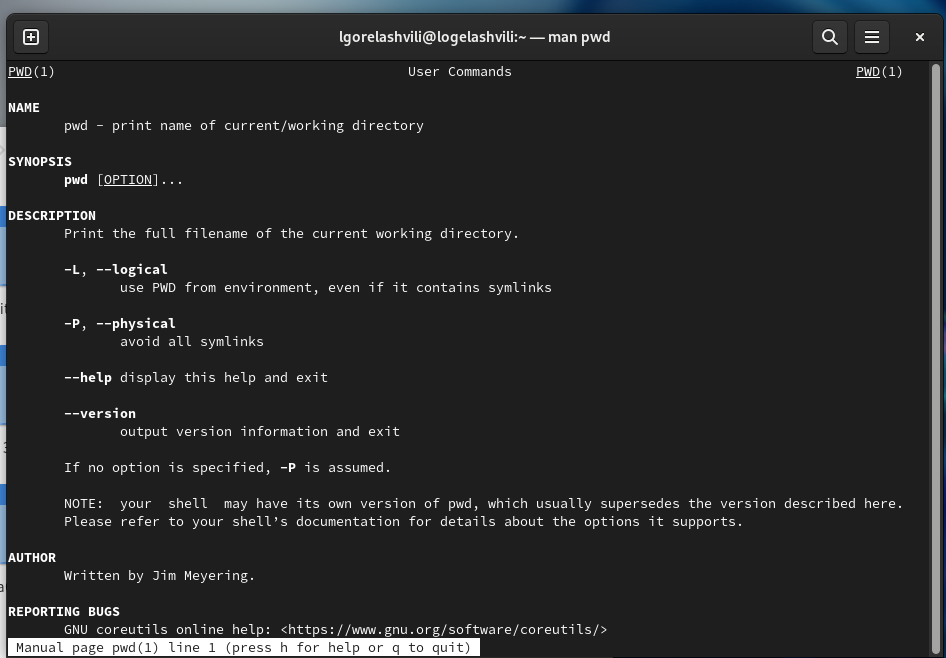 lgorelashvili@logelashvili:~ — man pwd
PWD(1) User Commands PWD(1)
NAME
pwd - print name of current/working directory
SYNOPSIS
pwd [OPTION]...
DESCRIPTION
Print the full filename of the current working directory.
-L, --logical
use PWD from environment, even if it contains symlinks
-P, --physical
avoid all symlinks
--help display this help and exit
--version
output version information and exit
If no option is specified, -P is assumed.
NOTE:  your  shell  may have its own version of pwd, which usually supersedes the version described here.
Please refer to your shell’s documentation for details about the options it supports.
AUTHOR
Written by Jim Meyering.
REPORTING BUGS
GNU coreutils online help: <https://www.gnu.org/software/coreutils/>
Manual page pwd(1) line 1 (press h for help or q to quit)